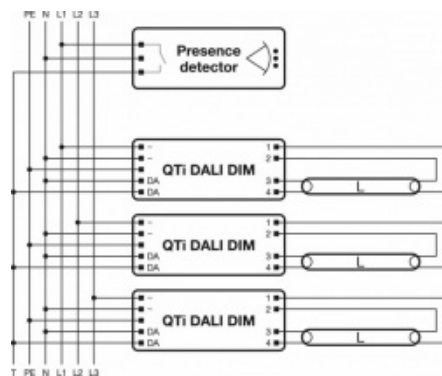 PE N L1 L2 L3
Presence
detector
~
~
DA
DA
QTi DALI DIM
1
2
3
4
L
~
~
DA
DA
QTi DALI DIM
1
2
3
4
L
~
~
DA
DA
QTi DALI DIM
1
2
3
4
L
T PE N L1 L2 L3